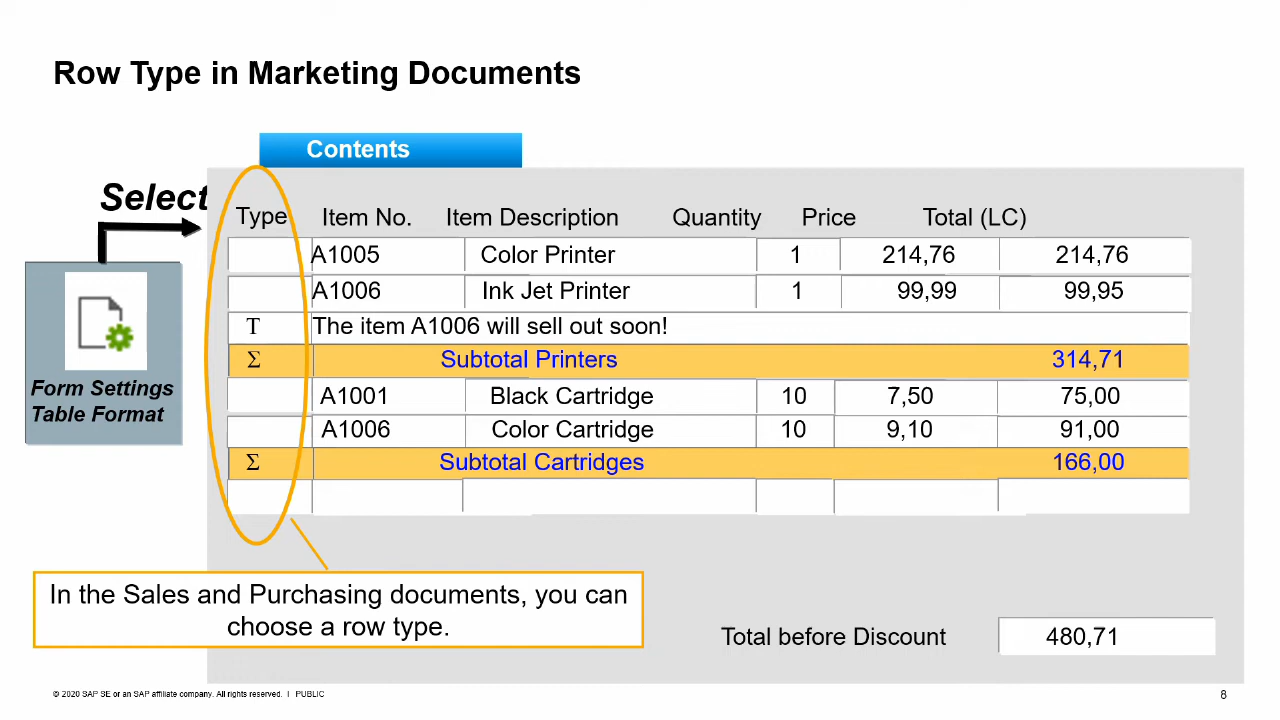 Row Type in Marketing Documents
Contents
Select
Type Item No. Item Description Quantity Price Total (LC)
A1005 Color Printer 1 214,76 214,76
A1006 Ink Jet Printer 1 99,99 99,95
T The item A1006 will sell out soon!
Σ Subtotal Printers 314,71
A1001 Black Cartridge 10 7,50 75,00
A1006 Color Cartridge 10 9,10 91,00
Σ Subtotal Cartridges 166,00
Form Settings
Table Format
In the Sales and Purchasing documents, you can
choose a row type.
Total before Discount 480,71
© 2020 SAP SE or an SAP affiliate company. All rights reserved. I PUBLIC
8